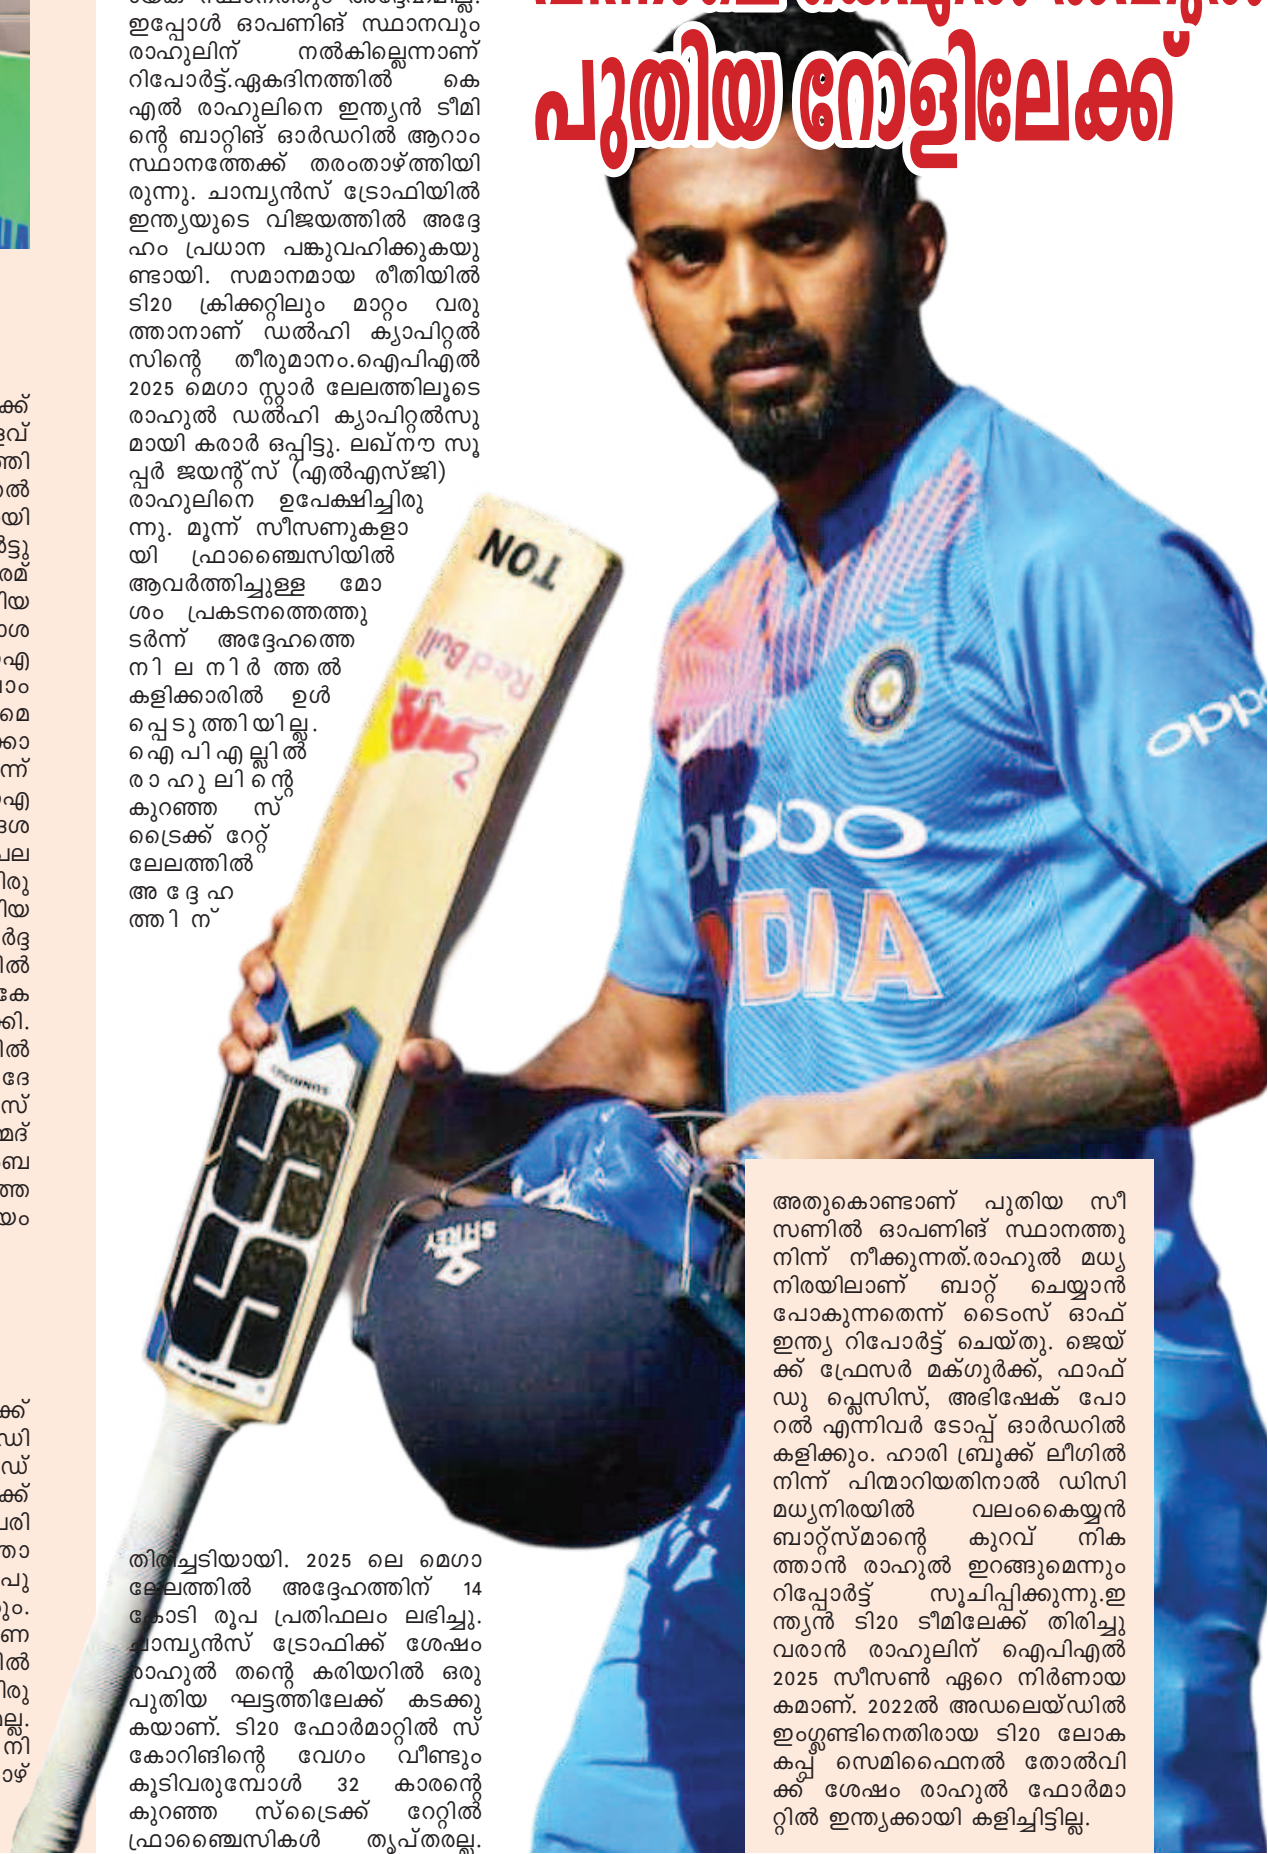 പുതിയ റോളിലേക്ക്
ഇപ്പോൾ ഓപണിങ് സ്ഥാനവും
രാഹുലിന് നൽകില്ലെന്നാണ്
റിപോർട്ട്.ഏകദിനത്തിൽ കെ
എൽ രാഹുലിനെ ഇന്ത്യൻ ടീമി
ന്റെ ബാറ്റിങ് ഓർഡറിൽ ആറാം
സ്ഥാനത്തേക്ക് തരംതാഴ്ത്തിയി
രുന്നു. ചാമ്പ്യൻസ് ട്രോഫിയിൽ
ഇന്ത്യയുടെ വിജയത്തിൽ അദ്ദേ
ഹം പ്രധാന പങ്കുവഹിക്കുകയു
ണ്ടായി. സമാനമായ രീതിയിൽ
ടി20 ക്രിക്കറ്റിലും മാറ്റം വരു
ത്താനാണ് ഡൽഹി ക്യാപിറ്റൽ
സിന്റെ തീരുമാനം.ഐപിഎൽ
2025 മെഗാ സ്റ്റാർ ലേലത്തിലൂടെ
രാഹുൽ ഡൽഹി ക്യാപിറ്റൽസു
മായി കരാർ ഒപ്പിട്ടു. ലഖ്നൗ സൂ
പ്പർ ജയന്റ്സ് (എൽഎസ്ജി)
രാഹുലിനെ ഉപേക്ഷിച്ചിരു
ന്നു. മൂന്ന് സീസണുകളാ
യി ഫ്രാഞ്ചൈസിയിൽ
ആവർത്തിച്ചുള്ള മോ
ശം പ്രകടനത്തെത്തു
ടർന്ന് അദ്ദേഹത്തെ
നിലനിർത്തൽ
കളിക്കാരിൽ ഉൾ
പ്പെടുത്തിയില്ല.
ഐപിഎല്ലിൽ
രാഹുലിന്റെ
കുറഞ്ഞ സ്
ട്രൈക്ക് റേറ്റ്
ലേലത്തിൽ
അദ്ദേഹ
ത്തിന്
തിരിച്ചടിയായി. 2025 ലെ മെഗാ
ലേലത്തിൽ അദ്ദേഹത്തിന് 14
കോടി രൂപ പ്രതിഫലം ലഭിച്ചു.
ചാമ്പ്യൻസ് ട്രോഫിക്ക് ശേഷം
രാഹുൽ തന്റെ കരിയറിൽ ഒരു
പുതിയ ഘട്ടത്തിലേക്ക് കടക്കു
കയാണ്. ടി20 ഫോർമാറ്റിൽ സ്
കോറിങിന്റെ വേഗം വീണ്ടും
കൂടിവരുമ്പോൾ 32 കാരന്റെ
കുറഞ്ഞ സ്ട്രൈക്ക് റേറ്റിൽ
ഫ്രാഞ്ചൈസികൾ തൃപ്തരല്ല.
അതുകൊണ്ടാണ് പുതിയ സീ
സണിൽ ഓപണിങ് സ്ഥാനത്തു
നിന്ന് നീക്കുന്നത്.രാഹുൽ മധ്യ
നിരയിലാണ് ബാറ്റ് ചെയ്യാൻ
പോകുന്നതെന്ന് ടൈംസ് ഓഫ്
ഇന്ത്യ റിപോർട്ട് ചെയ്തു. ജെയ്
ക്ക് ഫ്രേസർ മക്ഗുർക്ക്, ഫാഫ്
ഡു പ്ലെസിസ്, അഭിഷേക് പോ
റൽ എന്നിവർ ടോപ്പ് ഓർഡറിൽ
കളിക്കും. ഹാരി ബ്രൂക്ക് ലീഗിൽ
നിന്ന് പിന്മാറിയതിനാൽ ഡിസി
മധ്യനിരയിൽ വലംകൈയ്യൻ
ബാറ്റ്സ്മാന്റെ കുറവ് നിക
ത്താൻ രാഹുൽ ഇറങ്ങുമെന്നും
റിപ്പോർട്ട് സൂചിപ്പിക്കുന്നു.ഇ
ന്ത്യൻ ടി20 ടീമിലേക്ക് തിരിച്ചു
വരാൻ രാഹുലിന് ഐപിഎൽ
2025 സീസൺ ഏറെ നിർണായ
കമാണ്. 2022ൽ അഡലെയ്ഡിൽ
ഇംഗ്ലണ്ടിനെതിരായ ടി20 ലോക
കപ്പ് സെമിഫൈനൽ തോൽവി
ക്ക് ശേഷം രാഹുൽ ഫോർമാ
റ്റിൽ ഇന്ത്യക്കായി കളിച്ചിട്ടില്ല.
TON
Red Bull
oppo
oppo
INDIA
SS
SHREY